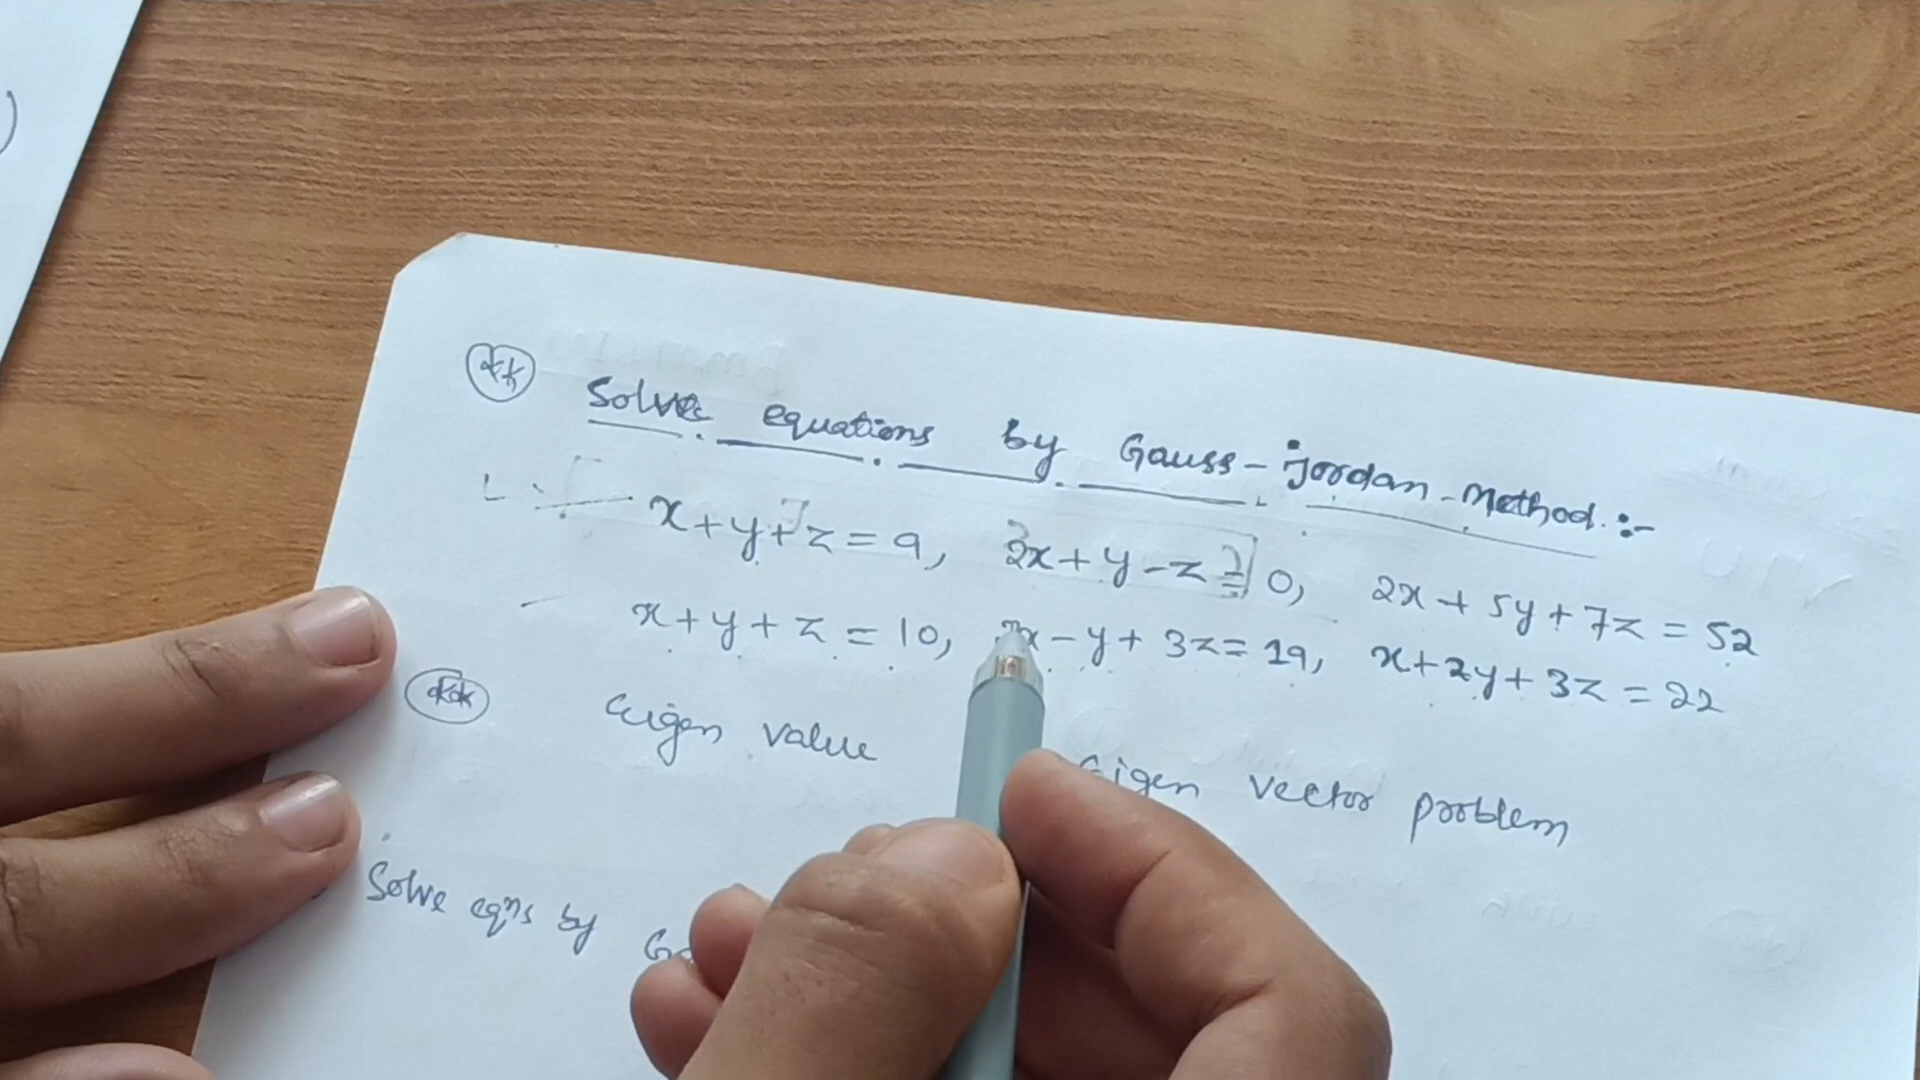 Solve equations by Gauss-jordan-Method:-
x+y+z=9, 2x+y-z=0, 2x+5y+7z=52
x+y+z=10, x-y+3z=19, x+2y+3z=22
Eigen value Eigen vector problem
Solve eqns by